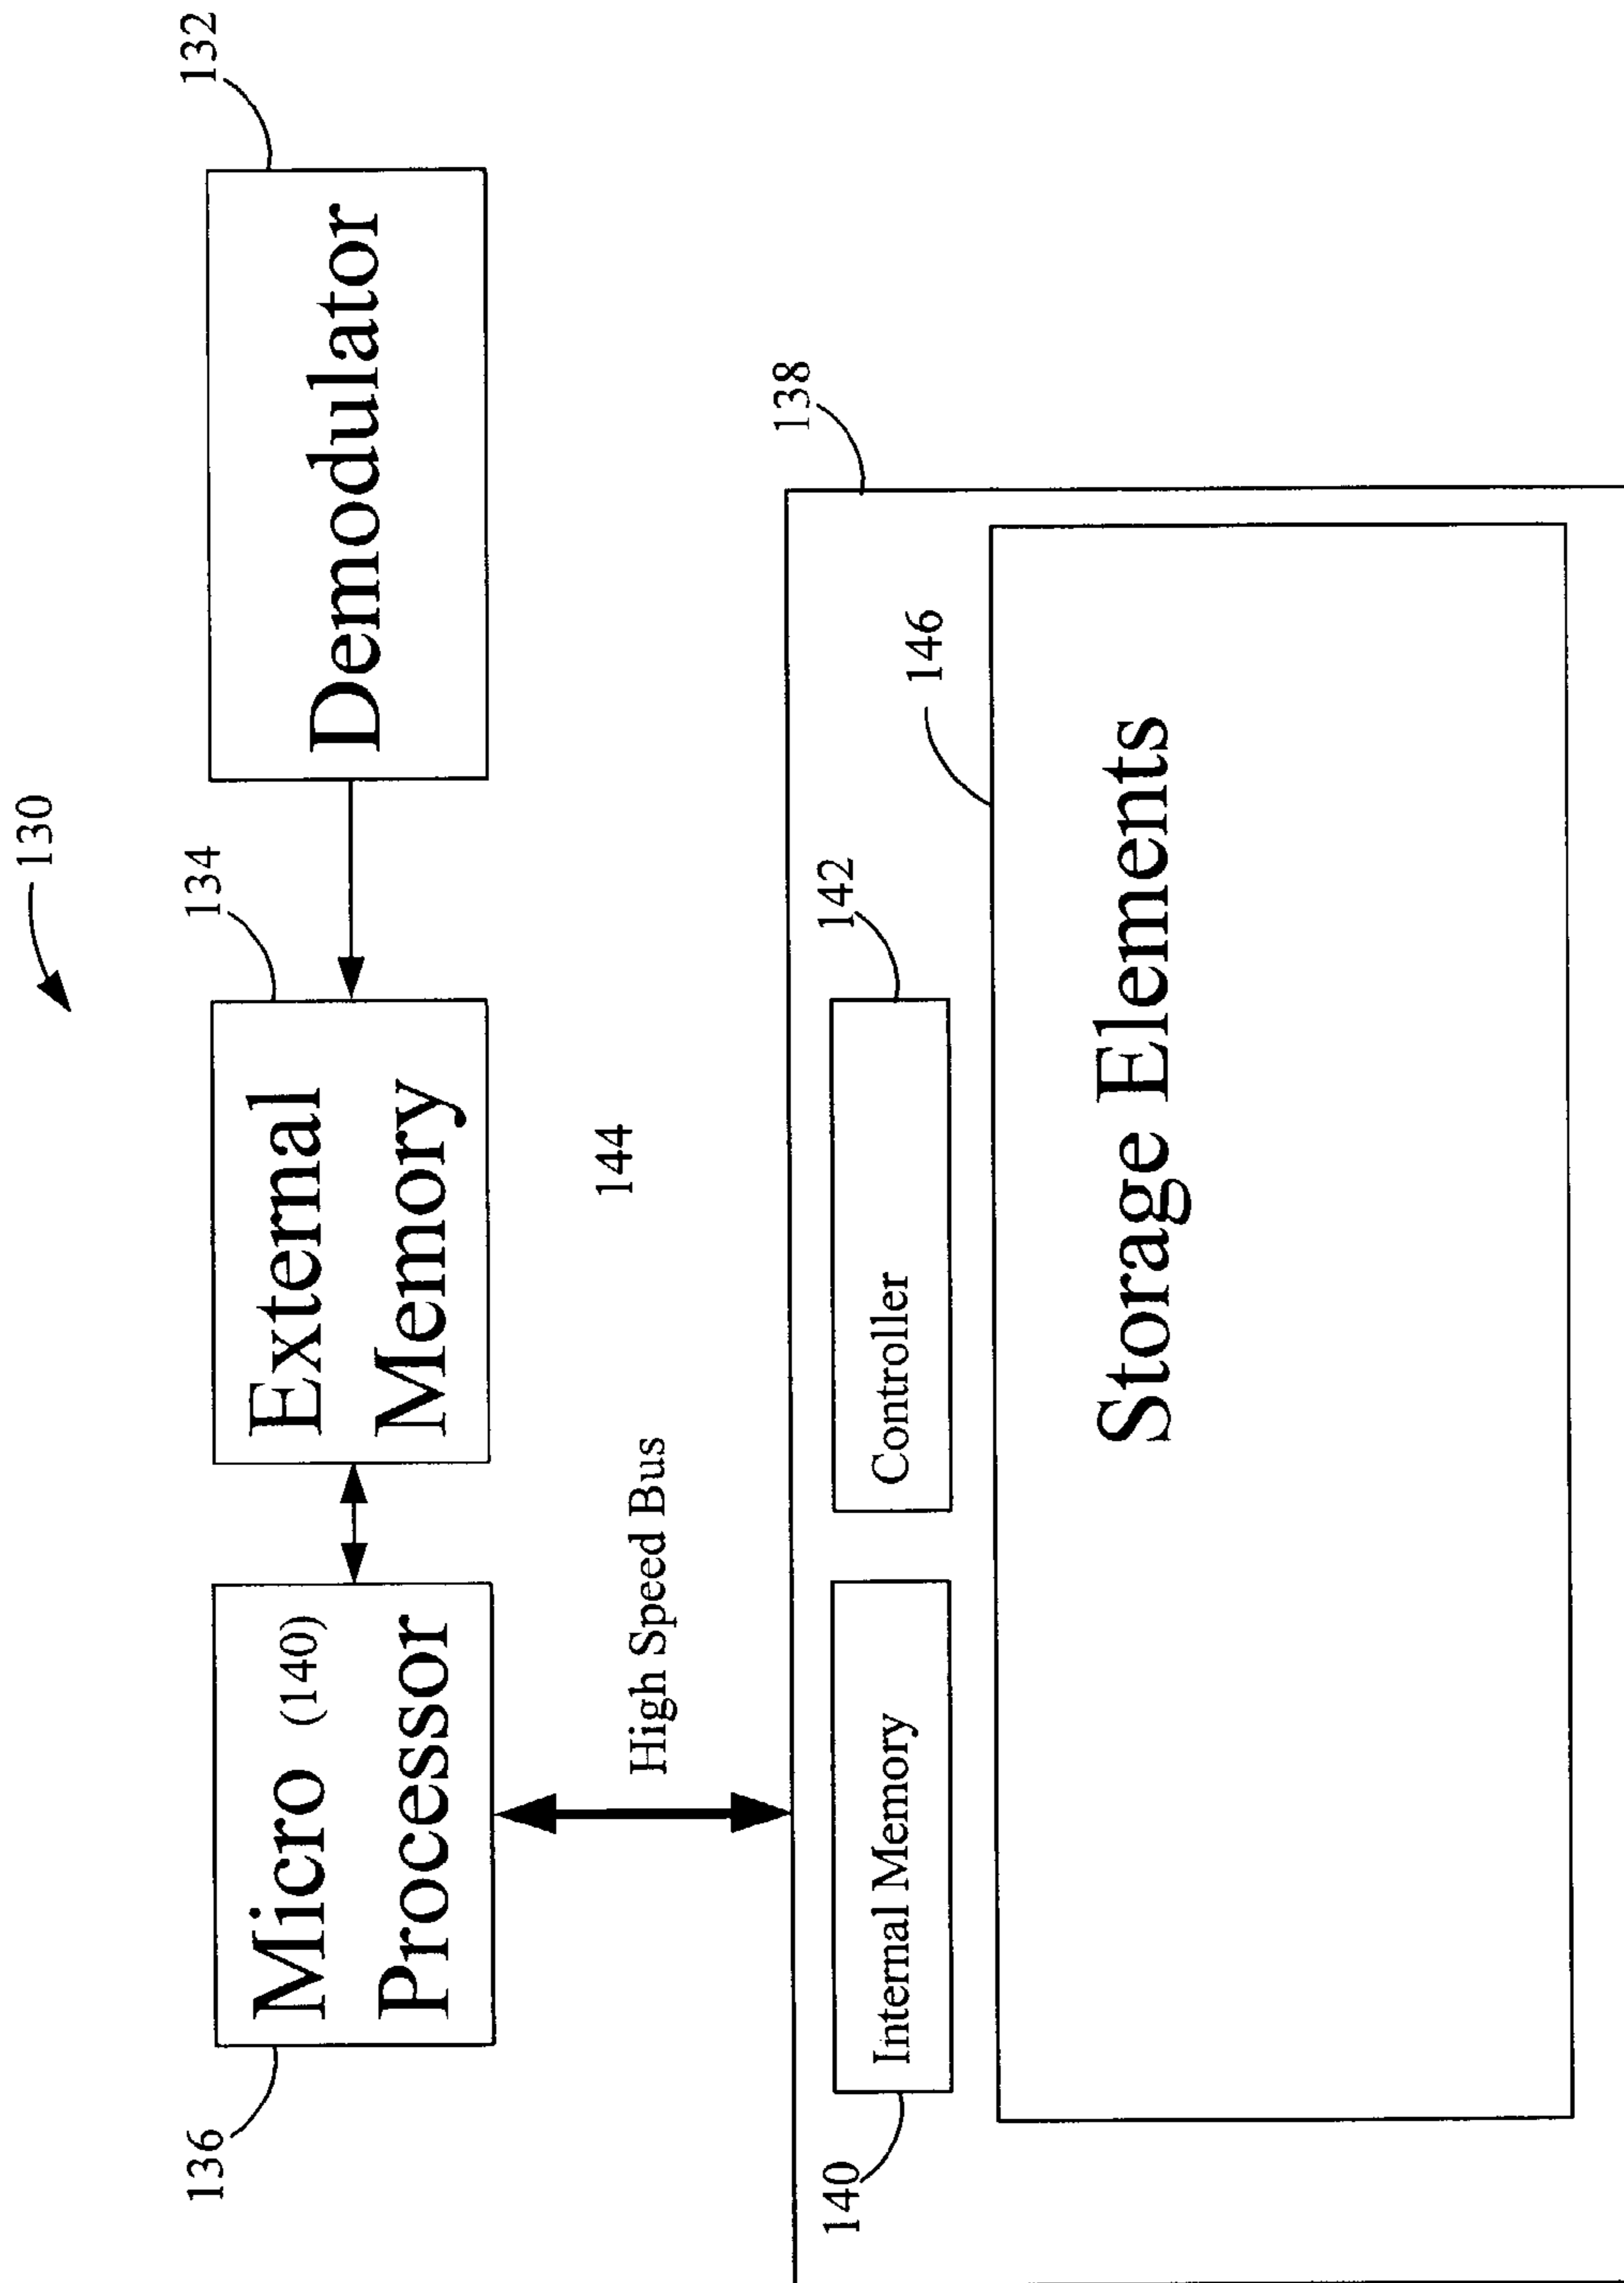 130
136
134
132
Micro (140)
Processor
External
Memory
Demodulator
High Speed Bus
144
138
140
142
Internal Memory
Controller
146
Storage Elements